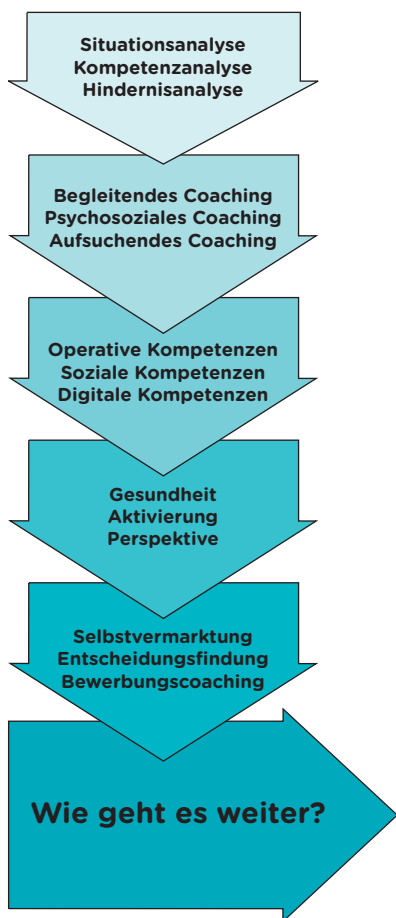 Situationsanalyse
Kompetenzanalyse
Hindernisanalyse
Begleitendes Coaching
Psychosoziales Coaching
Aufsuchendes Coaching
Operative Kompetenzen
Soziale Kompetenzen
Digitale Kompetenzen
Gesundheit
Aktivierung
Perspektive
Selbstvermarktung
Entscheidungsfindung
Bewerbungscoaching
Wie geht es weiter?